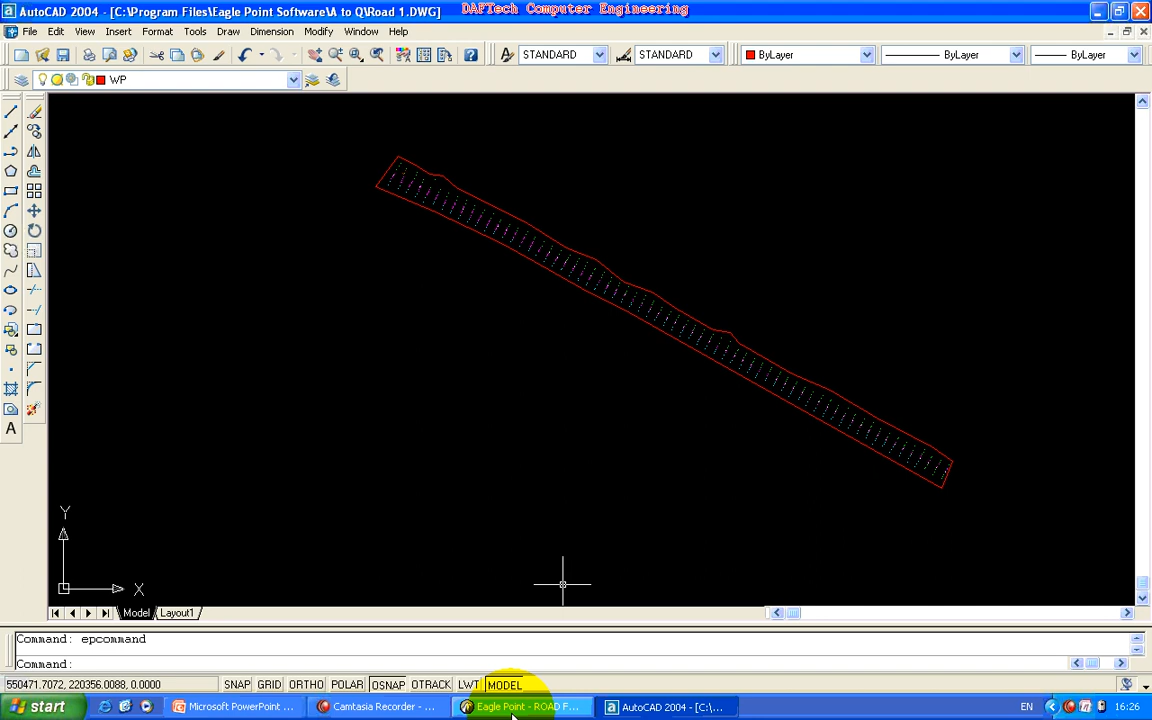 AutoCAD 2004 - [C:\Program Files\Eagle Point Software\A to Q\Road 1.DWG]
DAFTech Computer Engineering
File Edit View Insert Format Tools Draw Dimension Modify Window Help
STANDARD STANDARD ByLayer ByLayer ByLayer
WP
A
Y
X
Model Layout1
Command: epcommand
Command:
550471.7072, 220356.0088, 0.0000 SNAP GRID ORTHO POLAR OSNAP OTRACK LWT MODEL
start Microsoft PowerPoint ... Camtasia Recorder - ... Eagle Point - ROAD F... AutoCAD 2004 - [C:\... EN 16:26